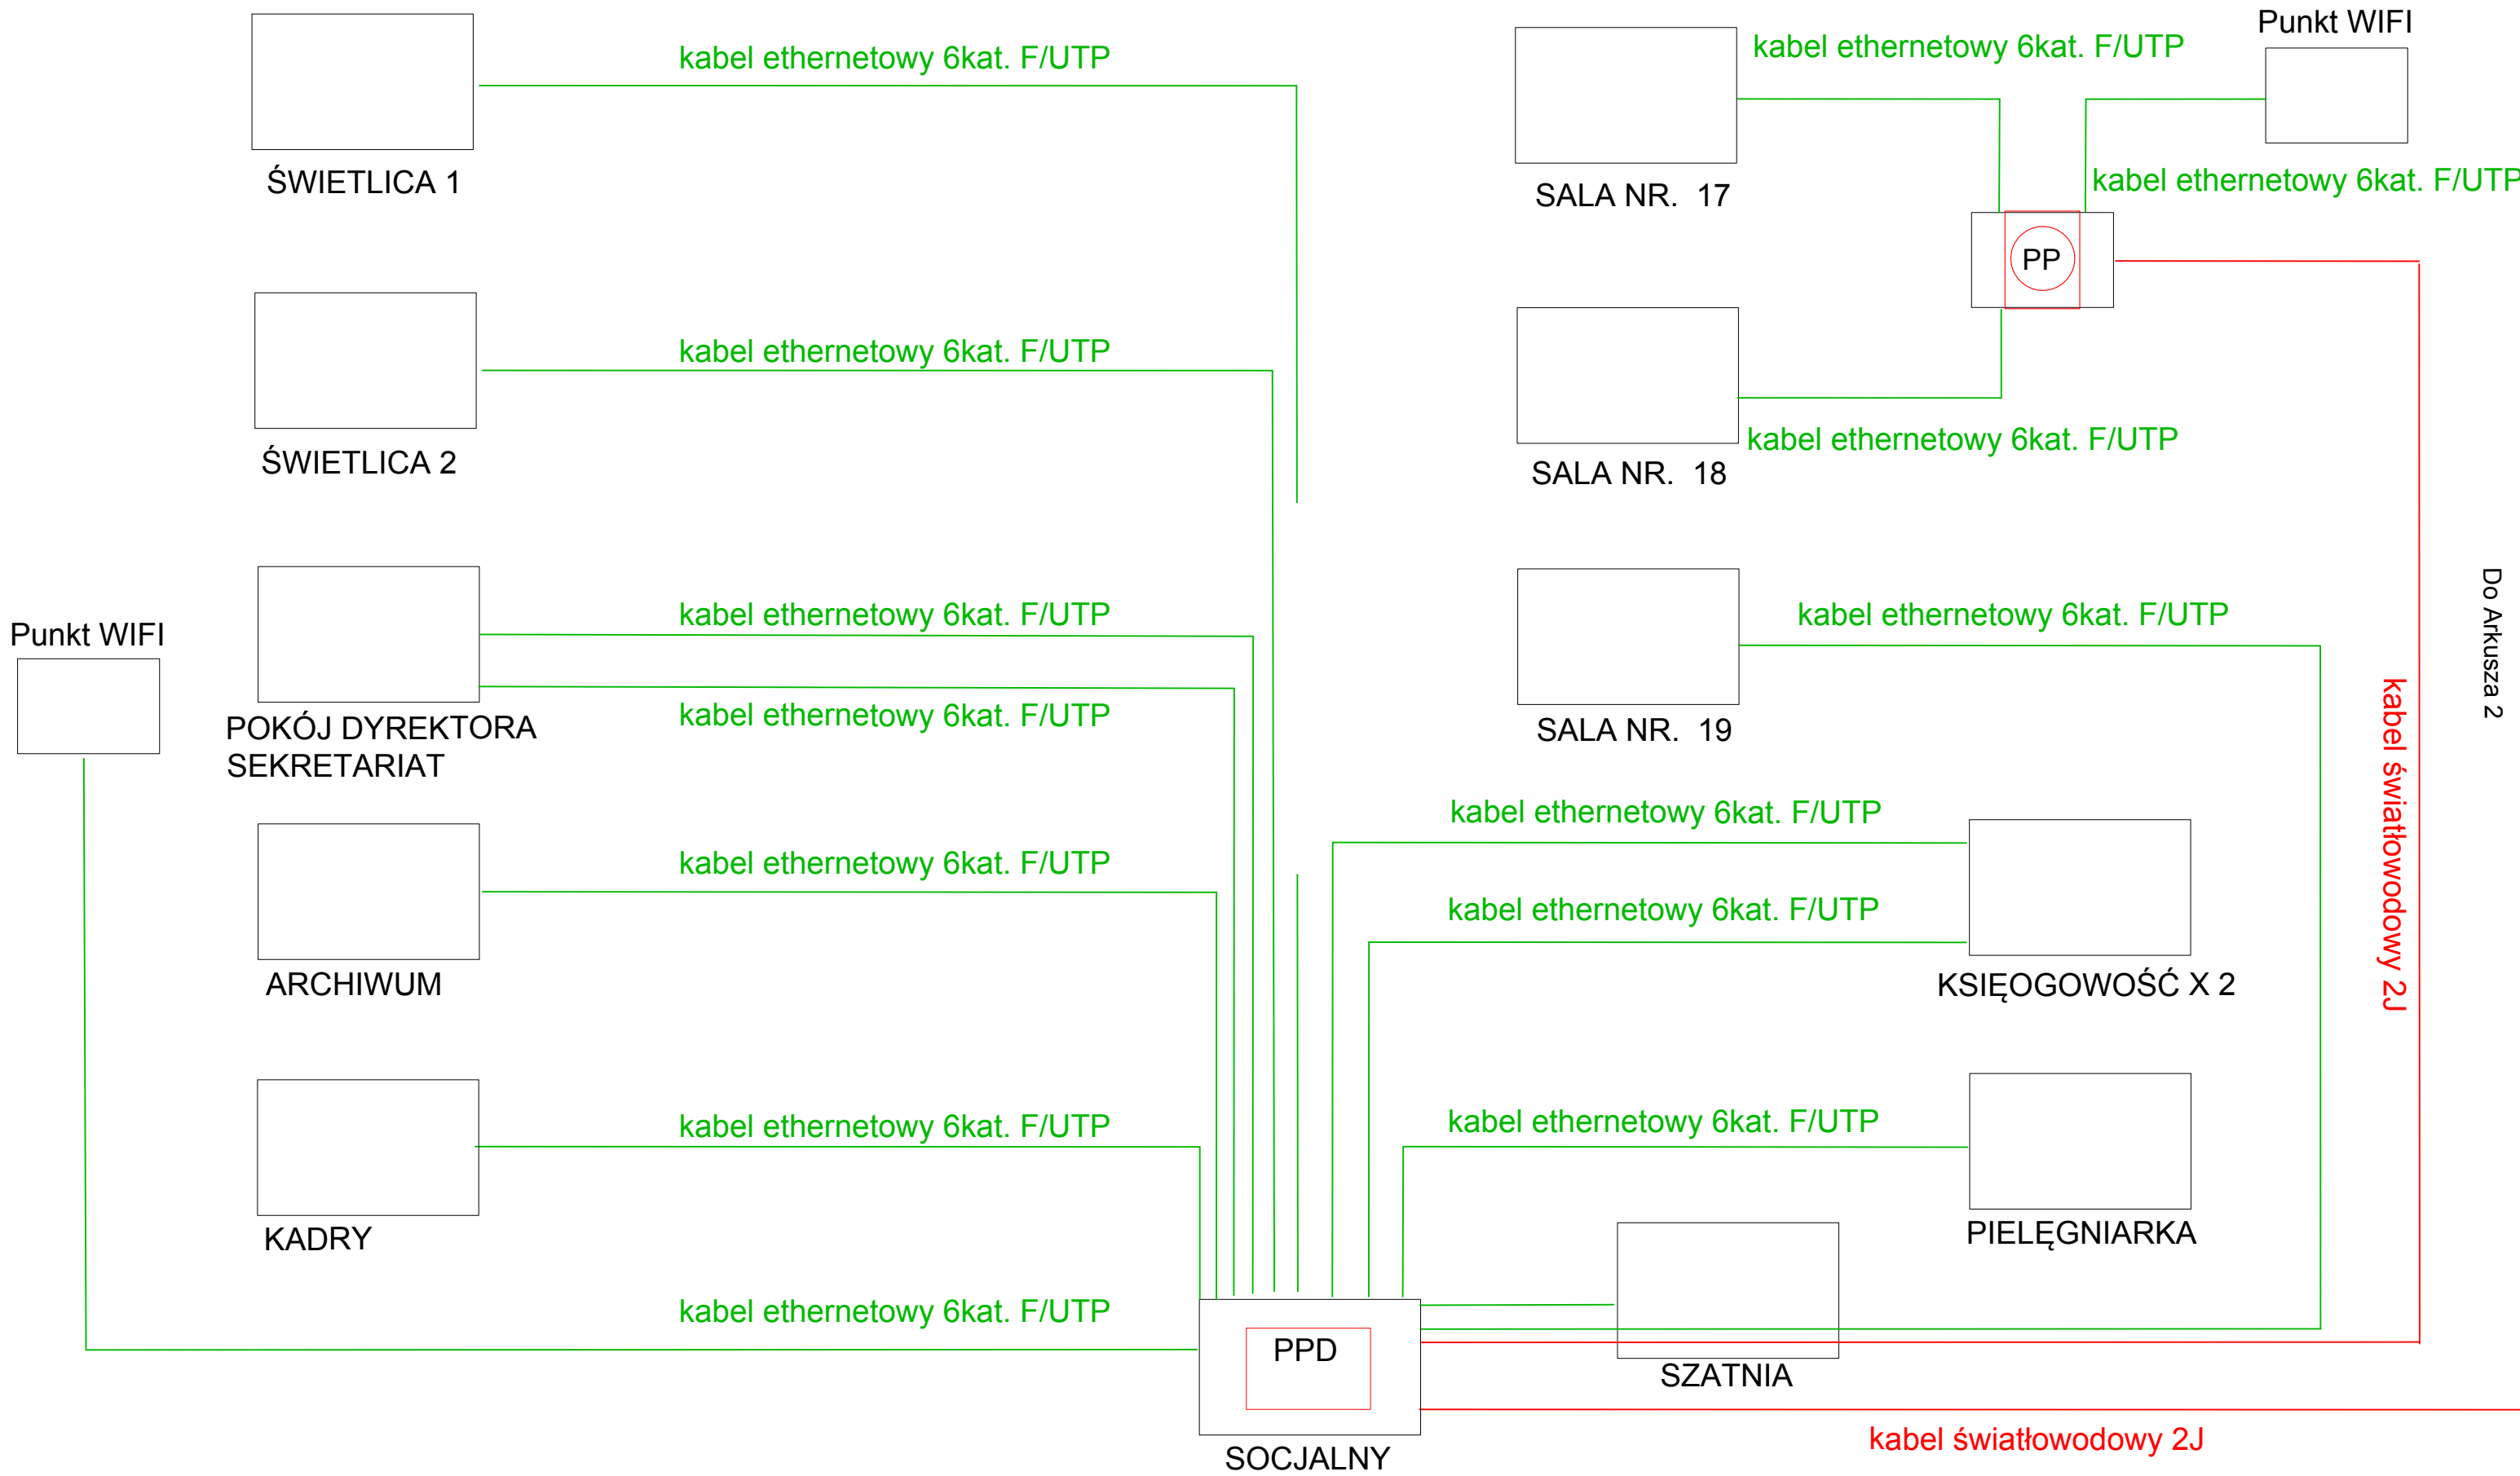 Punkt WIFI
kabel ethernetowy 6kat. F/UTP
kabel ethernetowy 6kat. F/UTP
ŚWIETLICA 1
SALA NR. 17
kabel ethernetowy 6kat. F/UTP
PP
kabel ethernetowy 6kat. F/UTP
kabel ethernetowy 6kat. F/UTP
ŚWIETLICA 2
SALA NR. 18
Do Arkusza 2
Punkt WIFI
kabel ethernetowy 6kat. F/UTP
kabel ethernetowy 6kat. F/UTP
kabel ethernetowy 6kat. F/UTP
POKÓJ DYREKTORA
SEKRETARIAT
SALA NR. 19
kabel światłowodowy 2J
kabel ethernetowy 6kat. F/UTP
kabel ethernetowy 6kat. F/UTP
kabel ethernetowy 6kat. F/UTP
ARCHIWUM
KSIĘOGOWOŚĆ X 2
kabel ethernetowy 6kat. F/UTP
kabel ethernetowy 6kat. F/UTP
KADRY
PIELĘGNIARKA
kabel ethernetowy 6kat. F/UTP
PPD
SZATNIA
SOCJALNY
kabel światłowodowy 2J